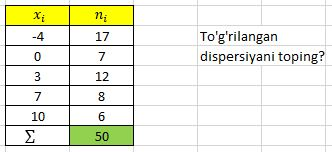 xᵢ nᵢ
-4 17 To'g'rilangan
0 7 dispersiyani toping?
3 12
7 8
10 6
Σ 50